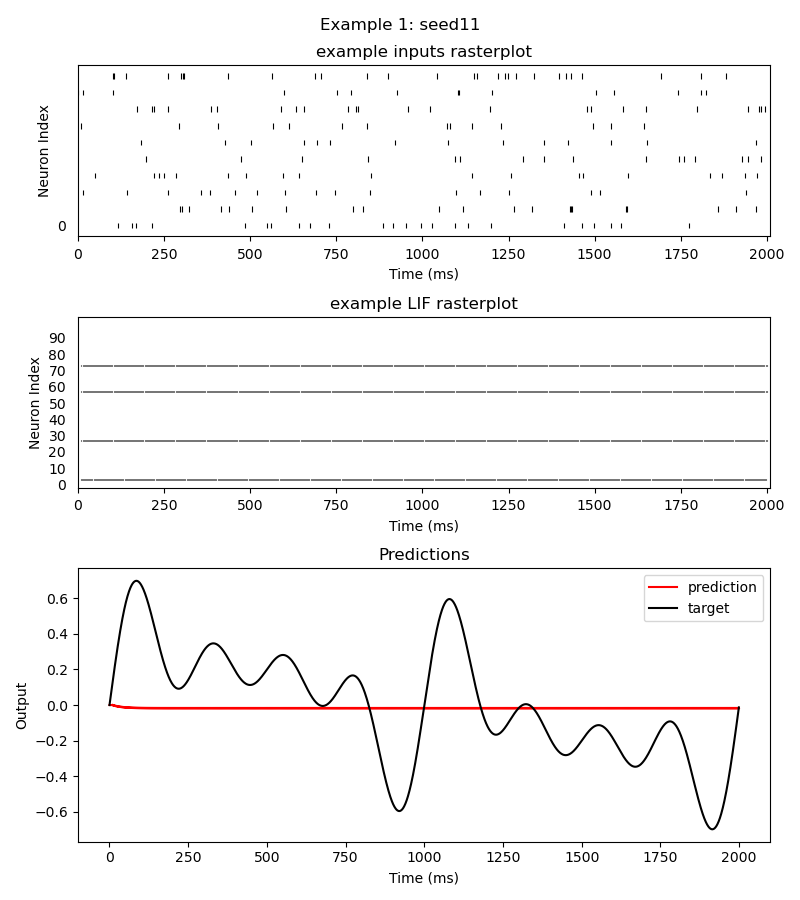 Example 1: seed11
example inputs rasterplot
Neuron Index
0
0 250 500 750 1000 1250 1500 1750 2000
Time (ms)
example LIF rasterplot
Neuron Index
90
80
70
60
50
40
30
20
10
0
0 250 500 750 1000 1250 1500 1750 2000
Time (ms)
Predictions
prediction
target
Output
0.6
0.4
0.2
0.0
−0.2
−0.4
−0.6
0 250 500 750 1000 1250 1500 1750 2000
Time (ms)